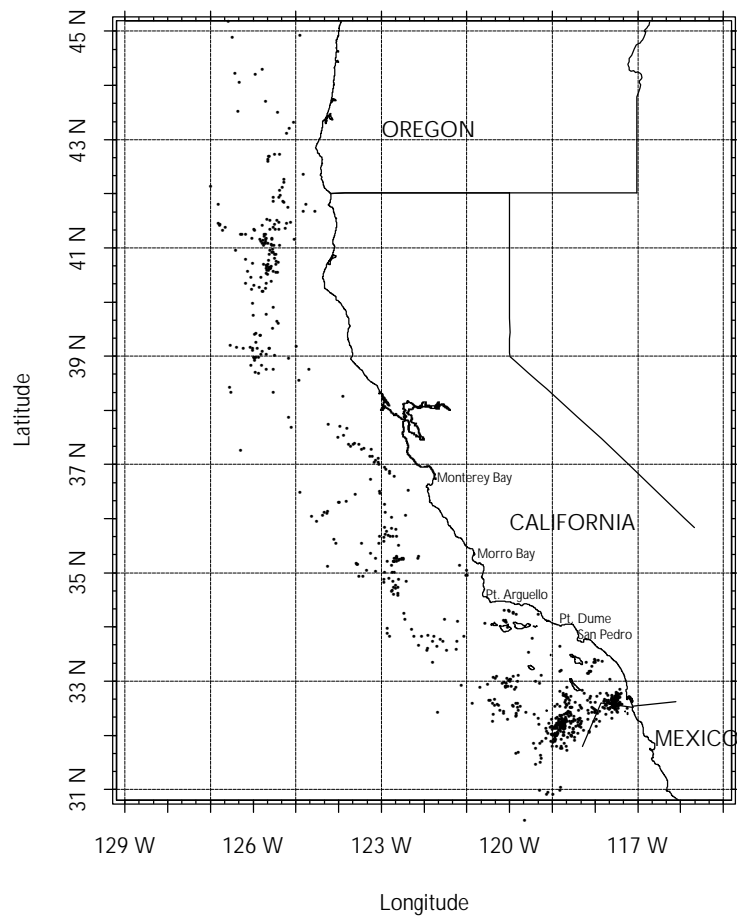 45 N
43 N
OREGON
41 N
39 N
Latitude
37 N
Monterey Bay
CALIFORNIA
Morro Bay
35 N
Pt. Arguello
Pt. Dume
San Pedro
33 N
MEXICO
31 N
129 W 126 W 123 W 120 W 117 W
Longitude